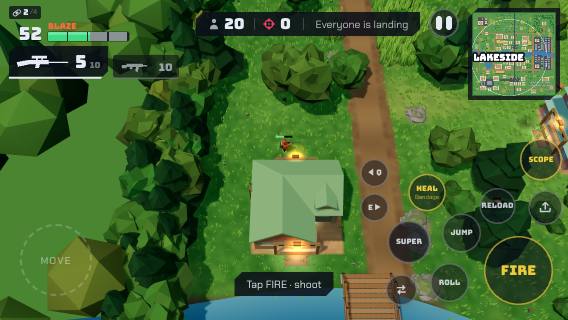 2/4
20
0
Everyone is landing
52
BLAZE
5 10
10
LAKESIDE
SCOPE
◀ Q
HEAL
Bandage
E ▶
RELOAD
SUPER
JUMP
MOVE
FIRE
Tap FIRE · shoot
ROLL